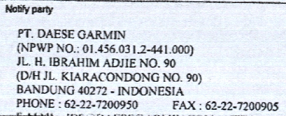 Notify party
PT. DAESE GARMIN
(NPWP NO.: 01.456.031.2-441.000)
JL. H. IBRAHIM ADJIE NO. 90
(D/H JL. KIARACONDONG NO. 90)
BANDUNG 40272 - INDONESIA
PHONE : 62-22-7200950 FAX : 62-22-7200905